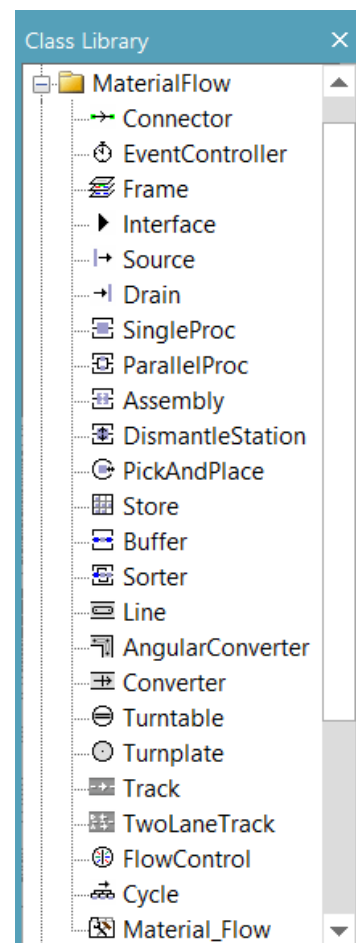 Class Library
MaterialFlow
Connector
EventController
Frame
Interface
Source
Drain
SingleProc
ParallelProc
Assembly
DismantleStation
PickAndPlace
Store
Buffer
Sorter
Line
AngularConverter
Converter
Turntable
Turnplate
Track
TwoLaneTrack
FlowControl
Cycle
Material_Flow